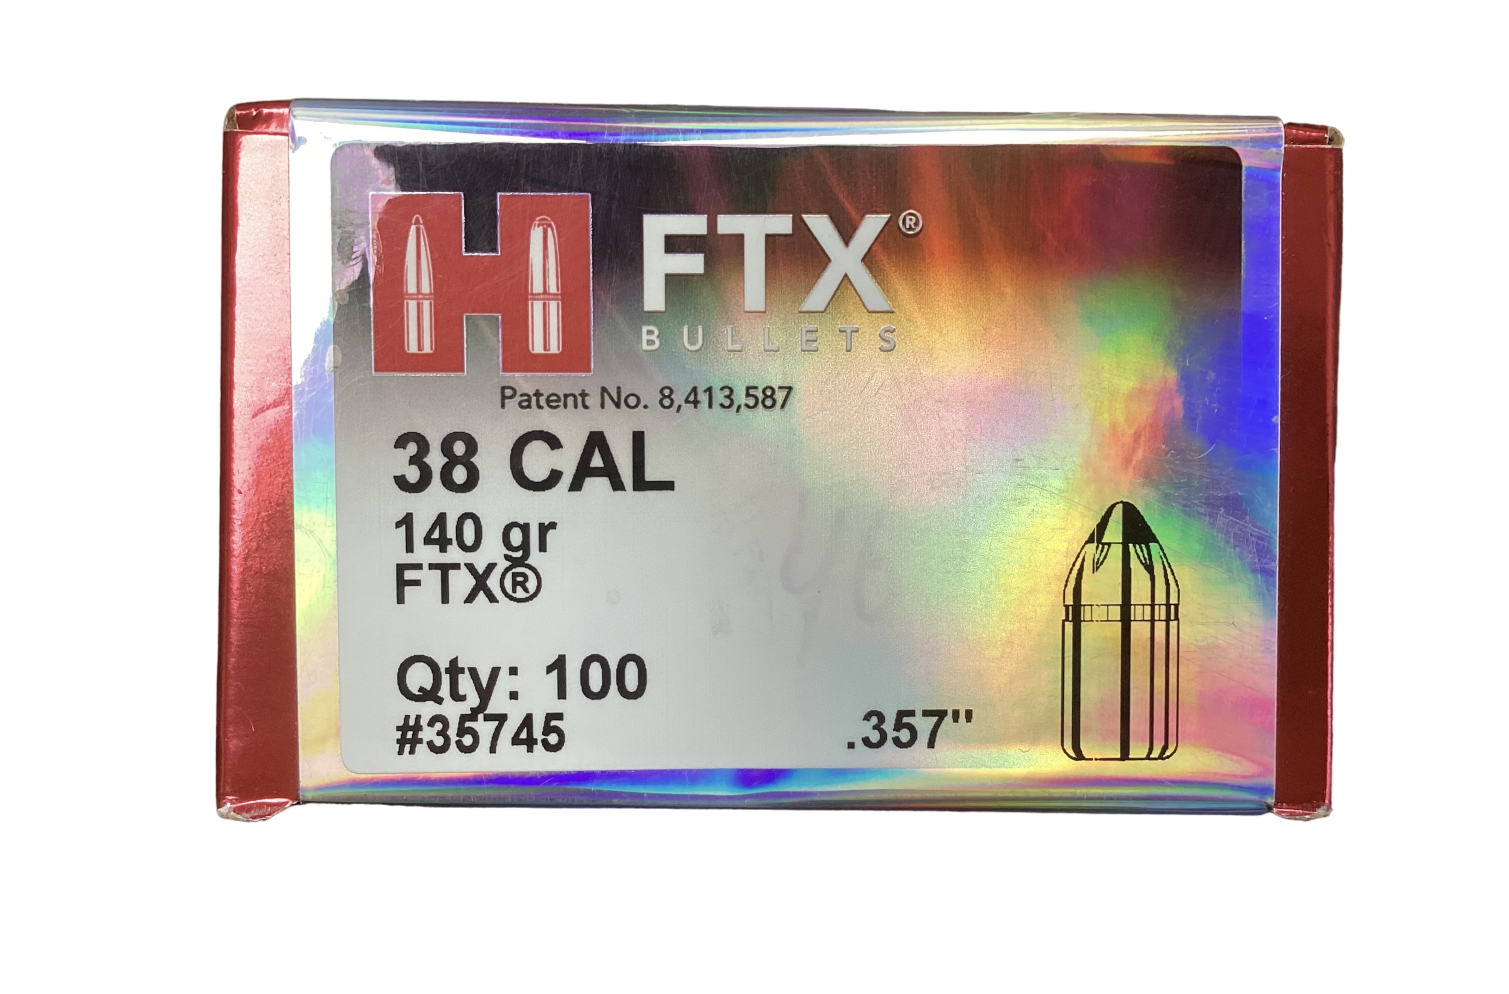 H FTX®
BULLETS
Patent No. 8,413,587
38 CAL
140 gr
FTX®
Qty: 100
#35745
.357"